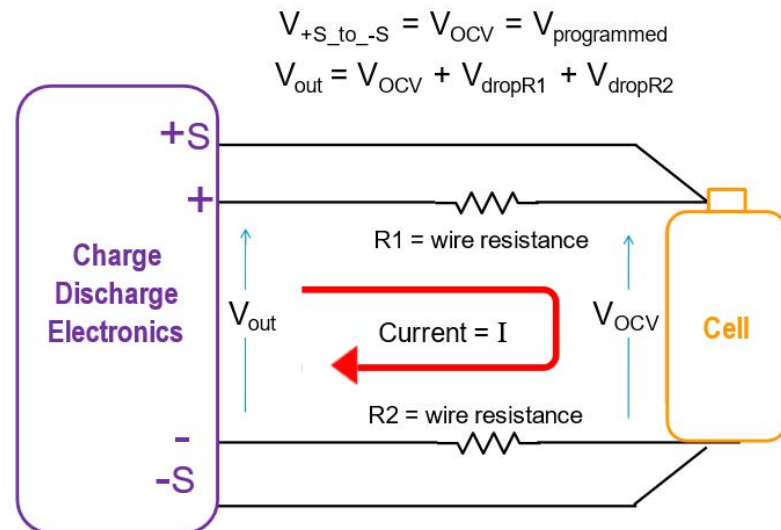 V+S_to_-S = VOCV = Vprogrammed
Vout = VOCV + VdropR1 + VdropR2
+S
+
R1 = wire resistance
Charge
Discharge
Electronics
Vout
Current = I
VOCV
Cell
R2 = wire resistance
-
-S